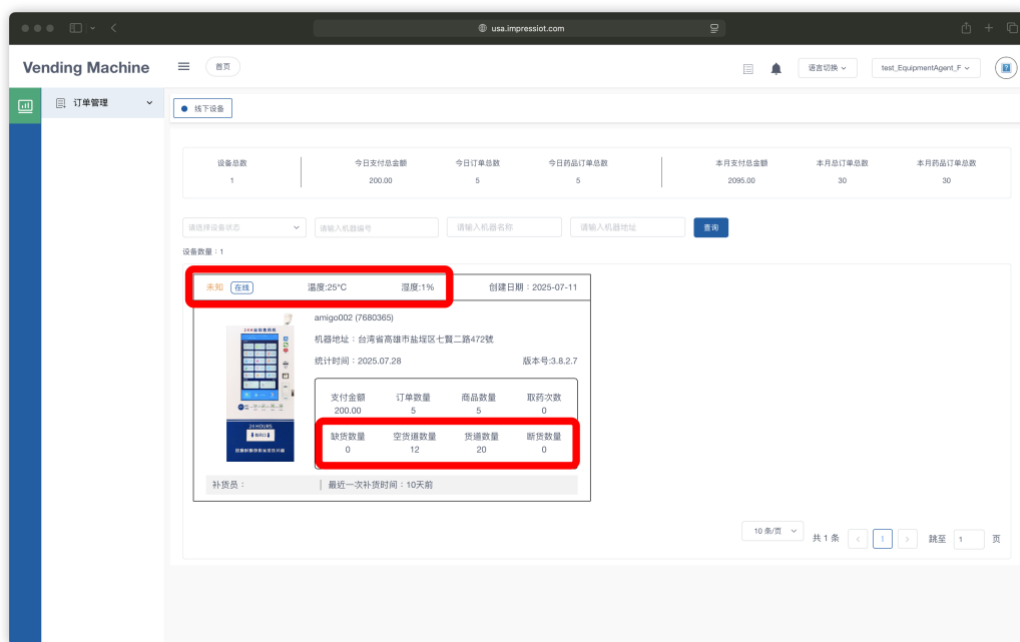 usa.impressiot.com
Vending Machine
首页
语言切换
test_EquipmentAgent_F
订单管理
线下设备
设备总数
今日支付总金额
今日订单总数
今日药品订单总数
本月支付总金额
本月总订单总数
本月药品订单总数
1
200.00
5
5
2095.00
30
30
请选择设备状态
请输入机器编号
请输入机器名称
请输入机器地址
查询
设备数量：1
未知 在线 温度:25°C 湿度:1% 创建日期：2025-07-11
amigo002 (7680365)
机器地址：台湾省高雄市盐埕区七賢二路472號
统计时间：2025.07.28 版本号:3.8.2.7
支付金额 订单数量 商品数量 取药次数
200.00 5 5 0
缺货数量 空货道数量 货道数量 断货数量
0 12 20 0
24HOURS
补货员： 最近一次补货时间：10天前
10 条/页 共 1 条 1 跳至 1 页